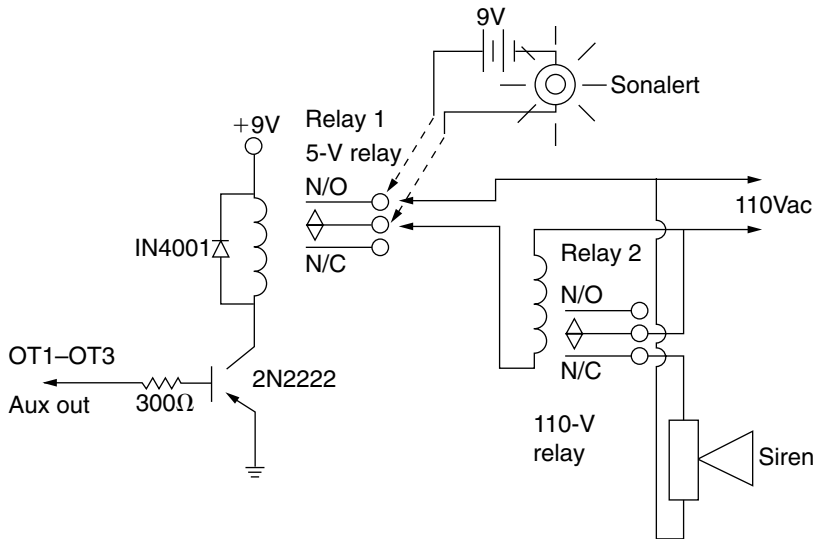 9V
Sonalert
+9V
Relay 1
5-V relay
N/O
N/C
IN4001
110Vac
Relay 2
N/O
N/C
OT1–OT3
Aux out
300Ω
2N2222
110-V
relay
Siren